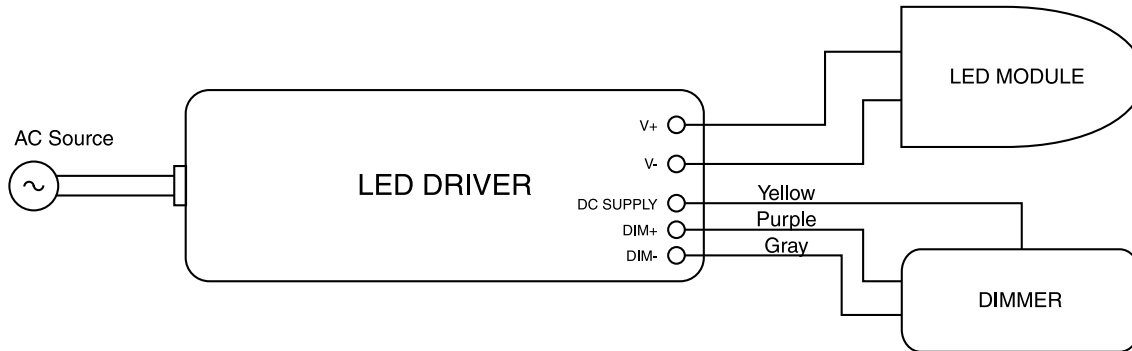 AC Source
LED DRIVER
V+
V-
DC SUPPLY
DIM+
DIM-
Yellow
Purple
Gray
LED MODULE
DIMMER